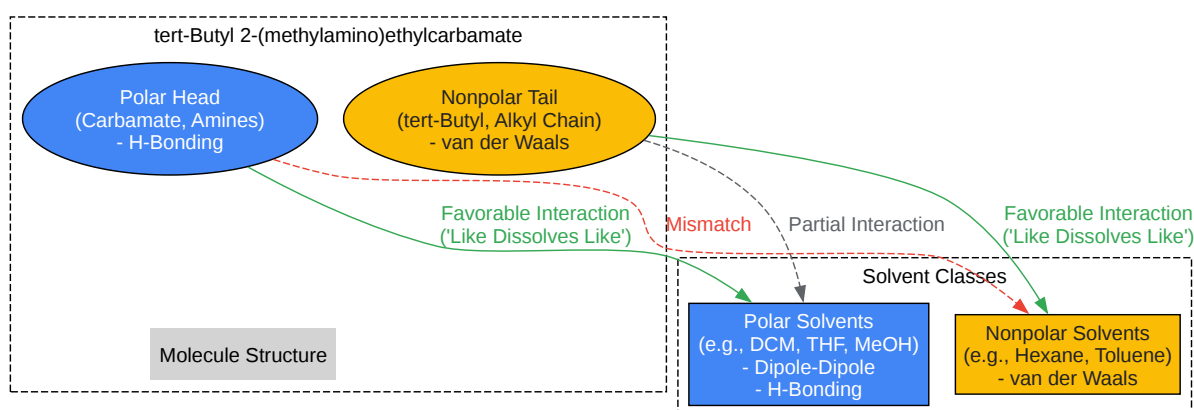 tert-Butyl 2-(methylamino)ethylcarbamate
Polar Head
(Carbamate, Amines)
- H-Bonding
Nonpolar Tail
(tert-Butyl, Alkyl Chain)
- van der Waals
Favorable Interaction
('Like Dissolves Like')
Mismatch
Partial Interaction
Favorable Interaction
('Like Dissolves Like')
Solvent Classes
Molecule Structure
Polar Solvents
(e.g., DCM, THF, MeOH)
- Dipole-Dipole
- H-Bonding
Nonpolar Solvents
(e.g., Hexane, Toluene)
- van der Waals